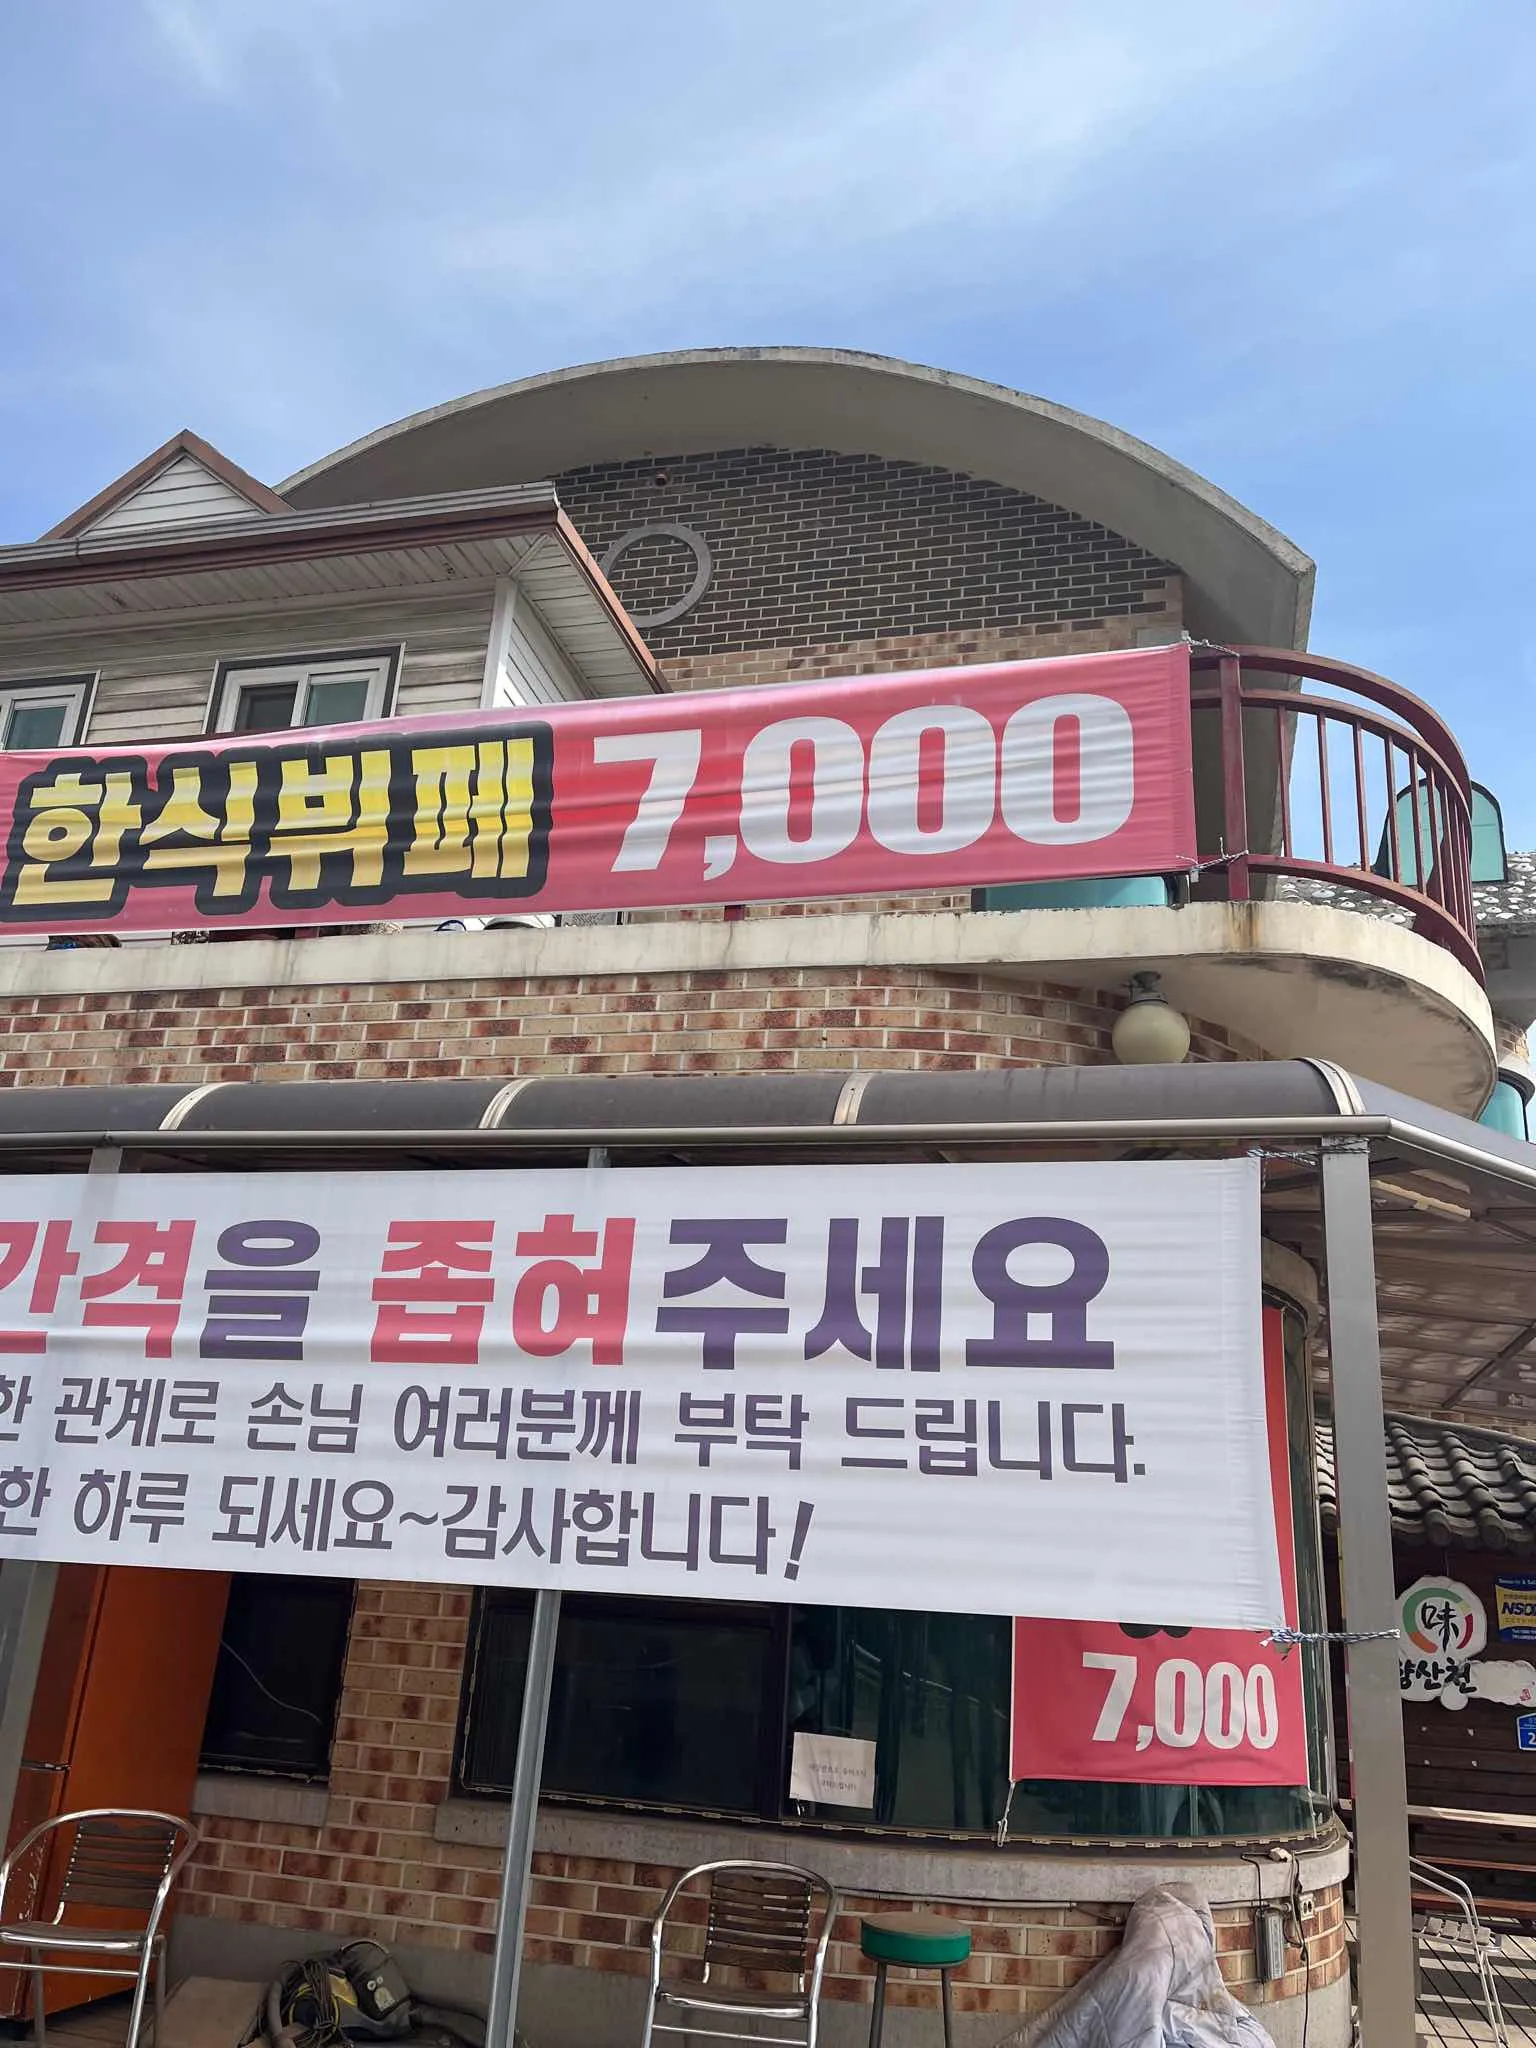 한식뷔페 7,000
간격을 좁혀주세요
한 관계로 손님 여러분께 부탁 드립니다.
한 하루 되세요~감사합니다!
7,000
味